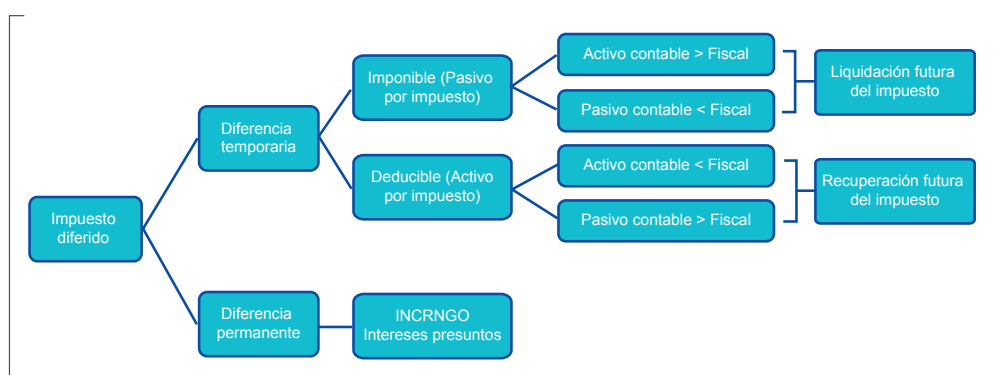 Impuesto
diferido
Diferencia
temporaria
Imponible (Pasivo
por impuesto)
Activo contable > Fiscal
Pasivo contable < Fiscal
Liquidación futura
del impuesto
Deducible (Activo
por impuesto)
Activo contable < Fiscal
Pasivo contable > Fiscal
Recuperación futura
del impuesto
Diferencia
permanente
INCRNGO
Intereses presuntos